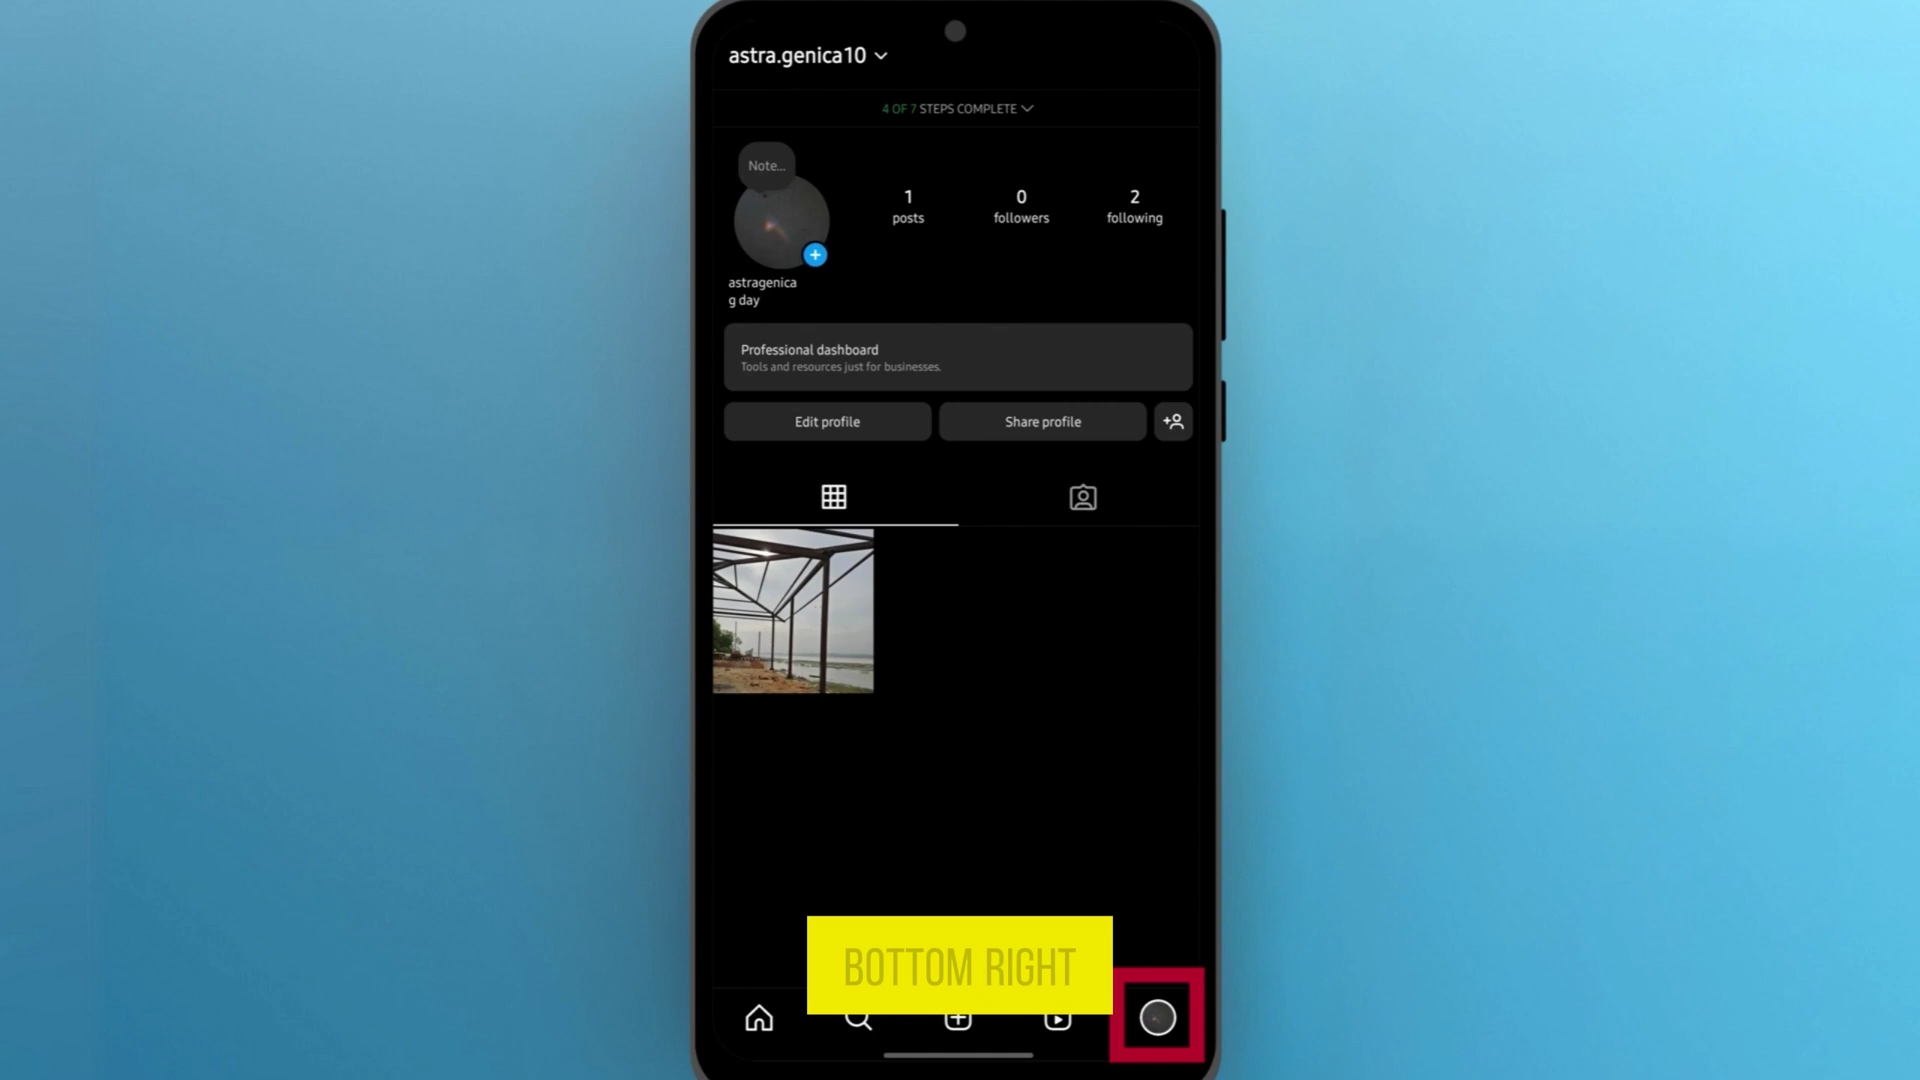 astra.genica10
4 OF 7 STEPS COMPLETE
Note...
1 0 2
posts followers following
astragenica
g day
Professional dashboard
Tools and resources just for businesses.
Edit profile Share profile
BOTTOM RIGHT